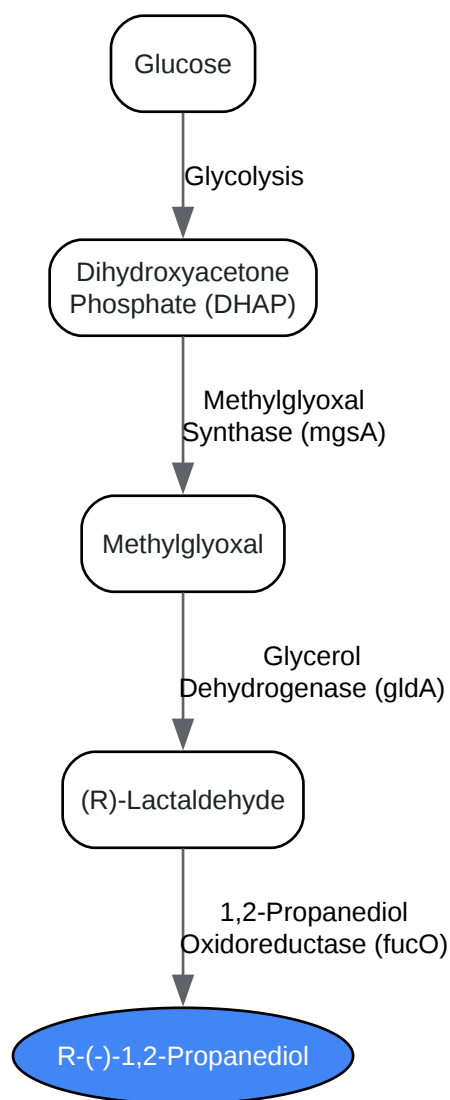 Glucose
Glycolysis
Dihydroxyacetone
Phosphate (DHAP)
Methylglyoxal
Synthase (mgsA)
Methylglyoxal
Glycerol
Dehydrogenase (gldA)
(R)-Lactaldehyde
1,2-Propanediol
Oxidoreductase (fucO)
R-(-)-1,2-Propanediol